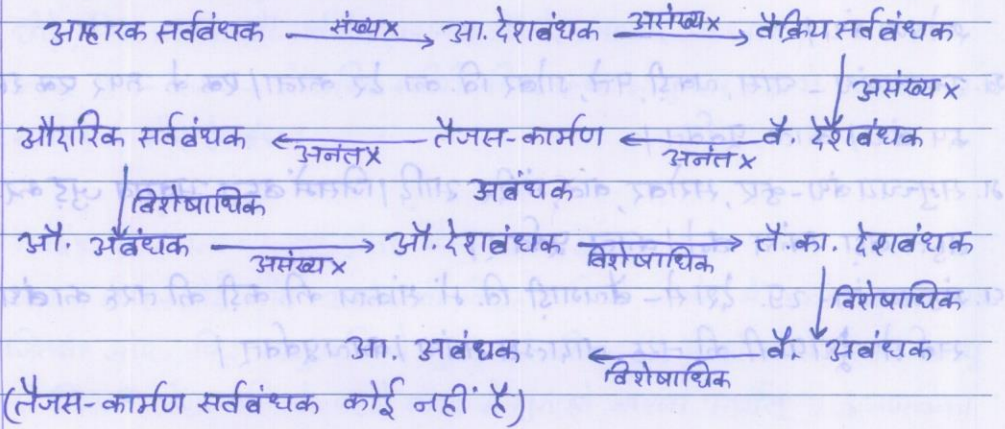 आहारक सर्वबंधक संख्य× → आ. देशबंधक असंख्य× → वैक्रिय सर्वबंधक
↓ असंख्य×
औदारिक सर्वबंधक ← अनंत× तैजस-कार्मण ← अनंत× वै. देशबंधक
अबंधक
↓ विशेषाधिक
औ. अबंधक असंख्य× → औ. देशबंधक विशेषाधिक → तै. का. देशबंधक
↓ विशेषाधिक
आ. अबंधक ← विशेषाधिक वै. अबंधक
(तैजस-कार्मण सर्वबंधक कोई नहीं है)